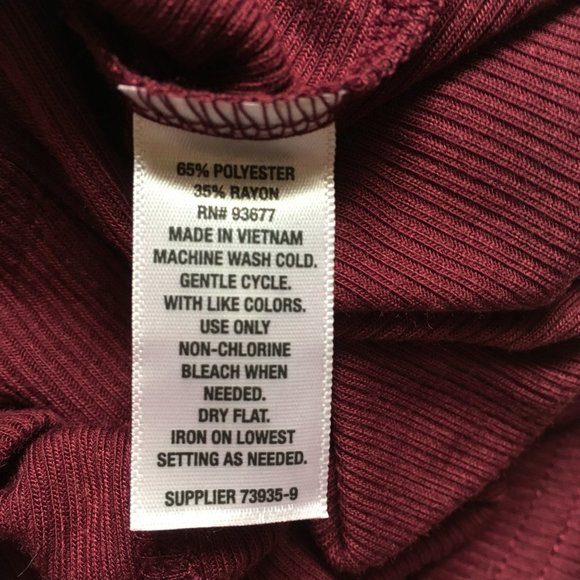 65% POLYESTER
35% RAYON
RN# 93677
MADE IN VIETNAM
MACHINE WASH COLD.
GENTLE CYCLE.
WITH LIKE COLORS.
USE ONLY
NON-CHLORINE
BLEACH WHEN
NEEDED.
DRY FLAT.
IRON ON LOWEST
SETTING AS NEEDED.
SUPPLIER 73935-9